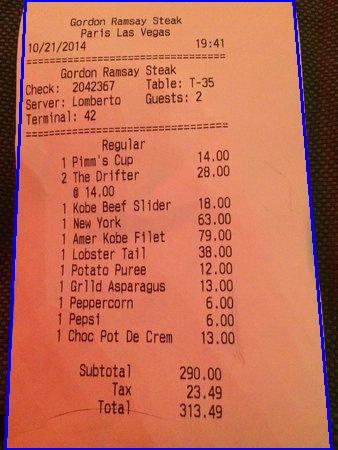 Gordon Ramsay Steak
Paris Las Vegas
10/21/2014 19:41
Gordon Ramsay Steak
Check: 2042367 Table: T-35
Server: Lomberto Guests: 2
Terminal: 42
Regular
1 Pimm's Cup 14.00
2 The Drifter 28.00
@ 14.00
1 Kobe Beef Slider 18.00
1 New York 63.00
1 Amer Kobe Filet 79.00
1 Lobster Tail 38.00
1 Potato Puree 12.00
1 Grlld Asparagus 13.00
1 Peppercorn 6.00
1 Pepsi 6.00
1 Choc Pot De Crem 13.00
Subtotal 290.00
Tax 23.49
Total 313.49